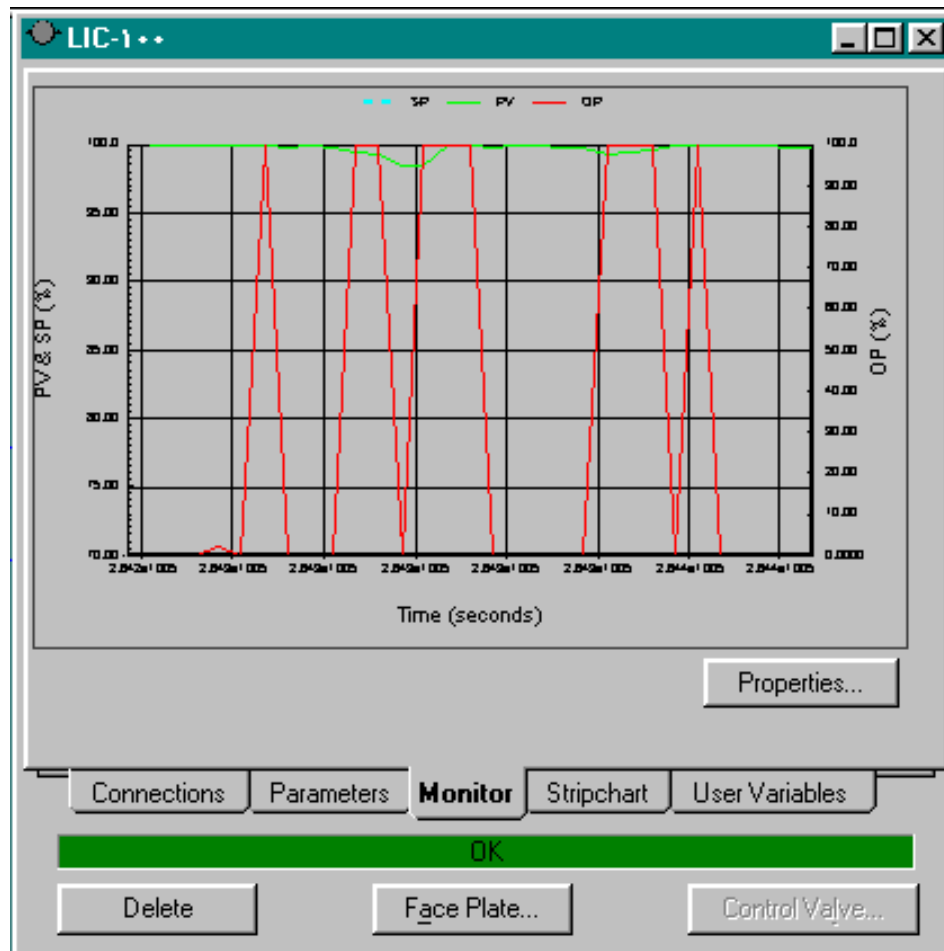 LIC-۱۰۰
SP PV OP
100.0 100.0
90.00
95.00
80.00
90.00
70.00
60.00
85.00 50.00
40.00
80.00
30.00
75.00 20.00
10.00
70.00 0.0000
PV & SP (%)
OP (%)
Time (seconds)
Properties...
Connections Parameters Monitor Stripchart User Variables
OK
Delete Face Plate... Control Valve...